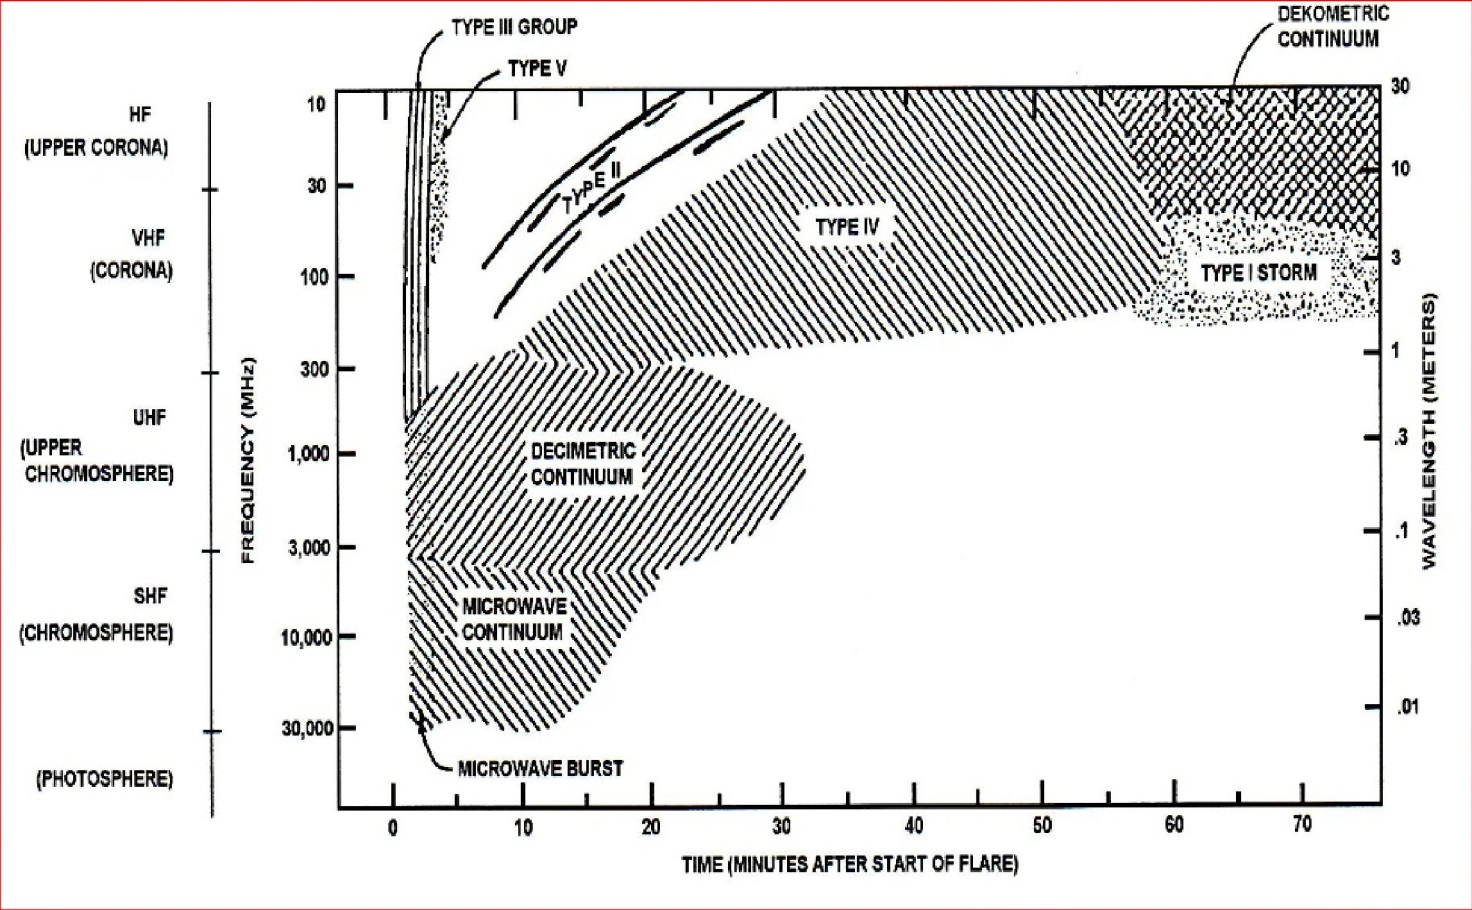 TYPE III GROUP
TYPE V
DEKOMETRIC
CONTINUUM
HF
(UPPER CORONA)
VHF
(CORONA)
UHF
(UPPER
CHROMOSPHERE)
SHF
(CHROMOSPHERE)
(PHOTOSPHERE)
FREQUENCY (MHz)
10
30
100
300
1,000
3,000
10,000
30,000
TYPE II
TYPE IV
TYPE I STORM
DECIMETRIC
CONTINUUM
MICROWAVE
CONTINUUM
MICROWAVE BURST
30
10
3
1
.3
.1
.03
.01
WAVELENGTH (METERS)
0 10 20 30 40 50 60 70
TIME (MINUTES AFTER START OF FLARE)